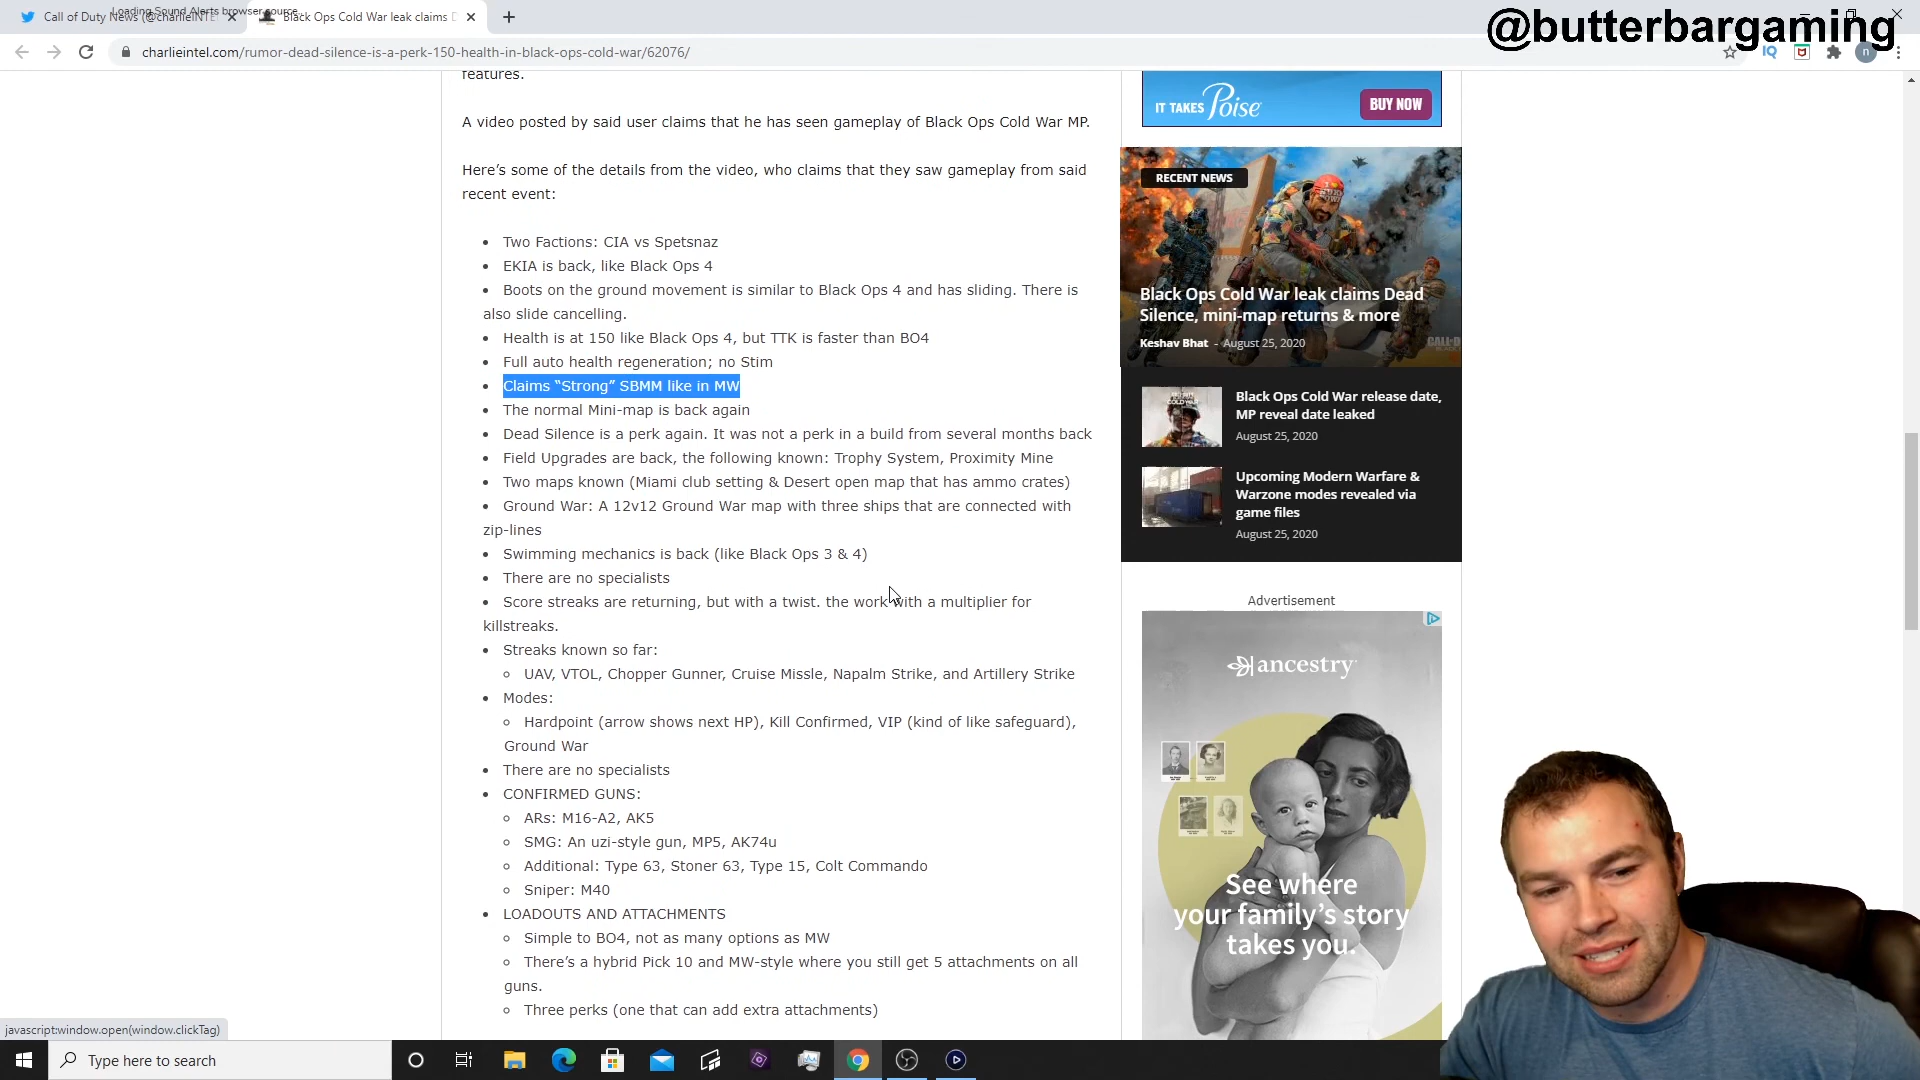 Call of Duty News (@charlieINTE
Loading Sound Alerts browser source.
Black Ops Cold War leak claims D
@butterbargaming
charlieintel.com/rumor-dead-silence-is-a-perk-150-health-in-black-ops-cold-war/62076/
IQ
n
features.
A video posted by said user claims that he has seen gameplay of Black Ops Cold War MP.
Here’s some of the details from the video, who claims that they saw gameplay from said
recent event:
• Two Factions: CIA vs Spetsnaz
• EKIA is back, like Black Ops 4
• Boots on the ground movement is similar to Black Ops 4 and has sliding. There is
also slide cancelling.
• Health is at 150 like Black Ops 4, but TTK is faster than BO4
• Full auto health regeneration; no Stim
• Claims “Strong” SBMM like in MW
• The normal Mini-map is back again
• Dead Silence is a perk again. It was not a perk in a build from several months back
• Field Upgrades are back, the following known: Trophy System, Proximity Mine
• Two maps known (Miami club setting & Desert open map that has ammo crates)
• Ground War: A 12v12 Ground War map with three ships that are connected with
zip-lines
• Swimming mechanics is back (like Black Ops 3 & 4)
• There are no specialists
• Score streaks are returning, but with a twist. the work with a multiplier for
killstreaks.
• Streaks known so far:
◦ UAV, VTOL, Chopper Gunner, Cruise Missle, Napalm Strike, and Artillery Strike
• Modes:
◦ Hardpoint (arrow shows next HP), Kill Confirmed, VIP (kind of like safeguard),
Ground War
• There are no specialists
• CONFIRMED GUNS:
◦ ARs: M16-A2, AK5
◦ SMG: An uzi-style gun, MP5, AK74u
◦ Additional: Type 63, Stoner 63, Type 15, Colt Commando
◦ Sniper: M40
• LOADOUTS AND ATTACHMENTS
◦ Simple to BO4, not as many options as MW
◦ There’s a hybrid Pick 10 and MW-style where you still get 5 attachments on all
guns.
◦ Three perks (one that can add extra attachments)
IT TAKES Poise
BUY NOW
RECENT NEWS
Black Ops Cold War leak claims Dead
Silence, mini-map returns & more
Keshav Bhat - August 25, 2020
Black Ops Cold War release date,
MP reveal date leaked
August 25, 2020
Upcoming Modern Warfare &
Warzone modes revealed via
game files
August 25, 2020
Advertisement
ancestry
See where
your family’s story
takes you.
javascript:window.open(window.clickTag)
Type here to search